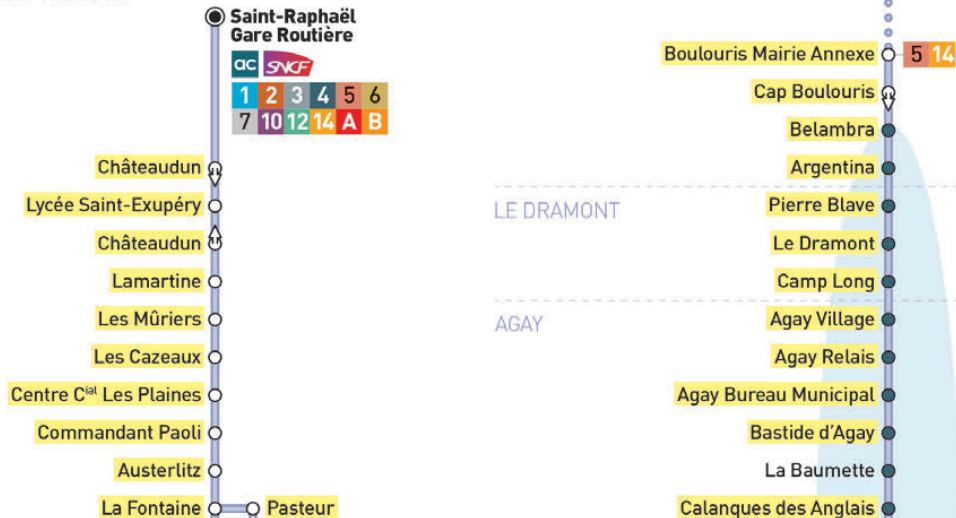 Saint-Raphaël
Gare Routière
ac SNCF
1 2 3 4 5 6
7 10 12 14 A B
Châteaudun
Lycée Saint-Exupéry
Châteaudun
Lamartine
Les Mûriers
Les Cazeaux
Centre Cial Les Plaines
Commandant Paoli
Austerlitz
La Fontaine Pasteur
Boulouris Mairie Annexe 5 14
Cap Boulouris
Belambra
Argentina
LE DRAMONT
Pierre Blave
Le Dramont
Camp Long
AGAY
Agay Village
Agay Relais
Agay Bureau Municipal
Bastide d'Agay
La Baumette
Calanques des Anglais